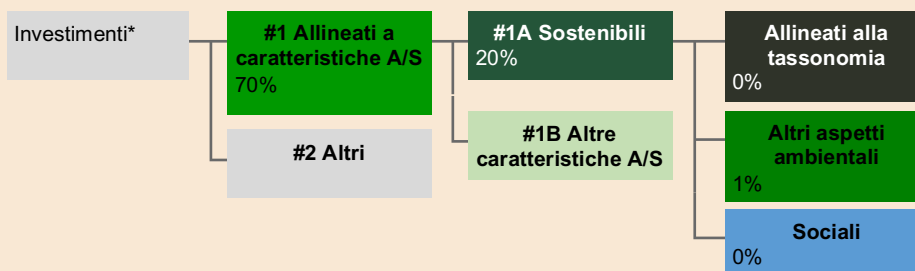 Investimenti*
#1 Allineati a
caratteristiche A/S
70%
#2 Altri
#1A Sostenibili
20%
#1B Altre
caratteristiche A/S
Allineati alla
tassonomia
0%
Altri aspetti
ambientali
1%
Sociali
0%